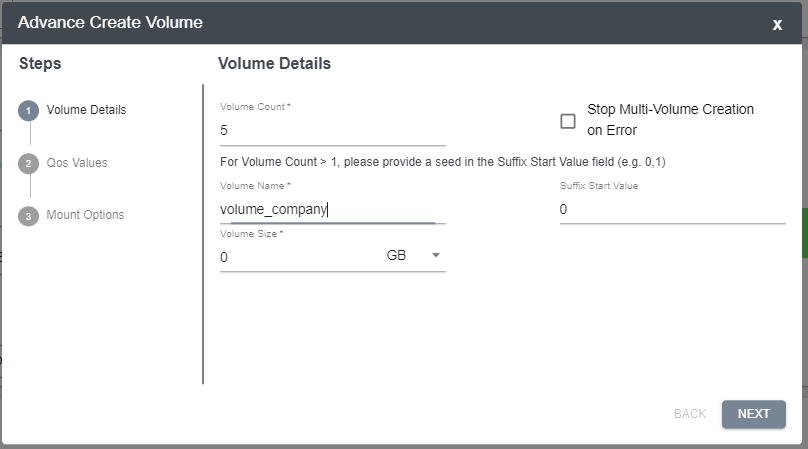 Advance Create Volume
x
Steps
Volume Details
1 Volume Details
2 Qos Values
3 Mount Options
Volume Count *
5
Stop Multi-Volume Creation
on Error
For Volume Count > 1, please provide a seed in the Suffix Start Value field (e.g. 0,1)
Volume Name *
volume_company
Suffix Start Value
0
Volume Size *
0
GB
BACK
NEXT